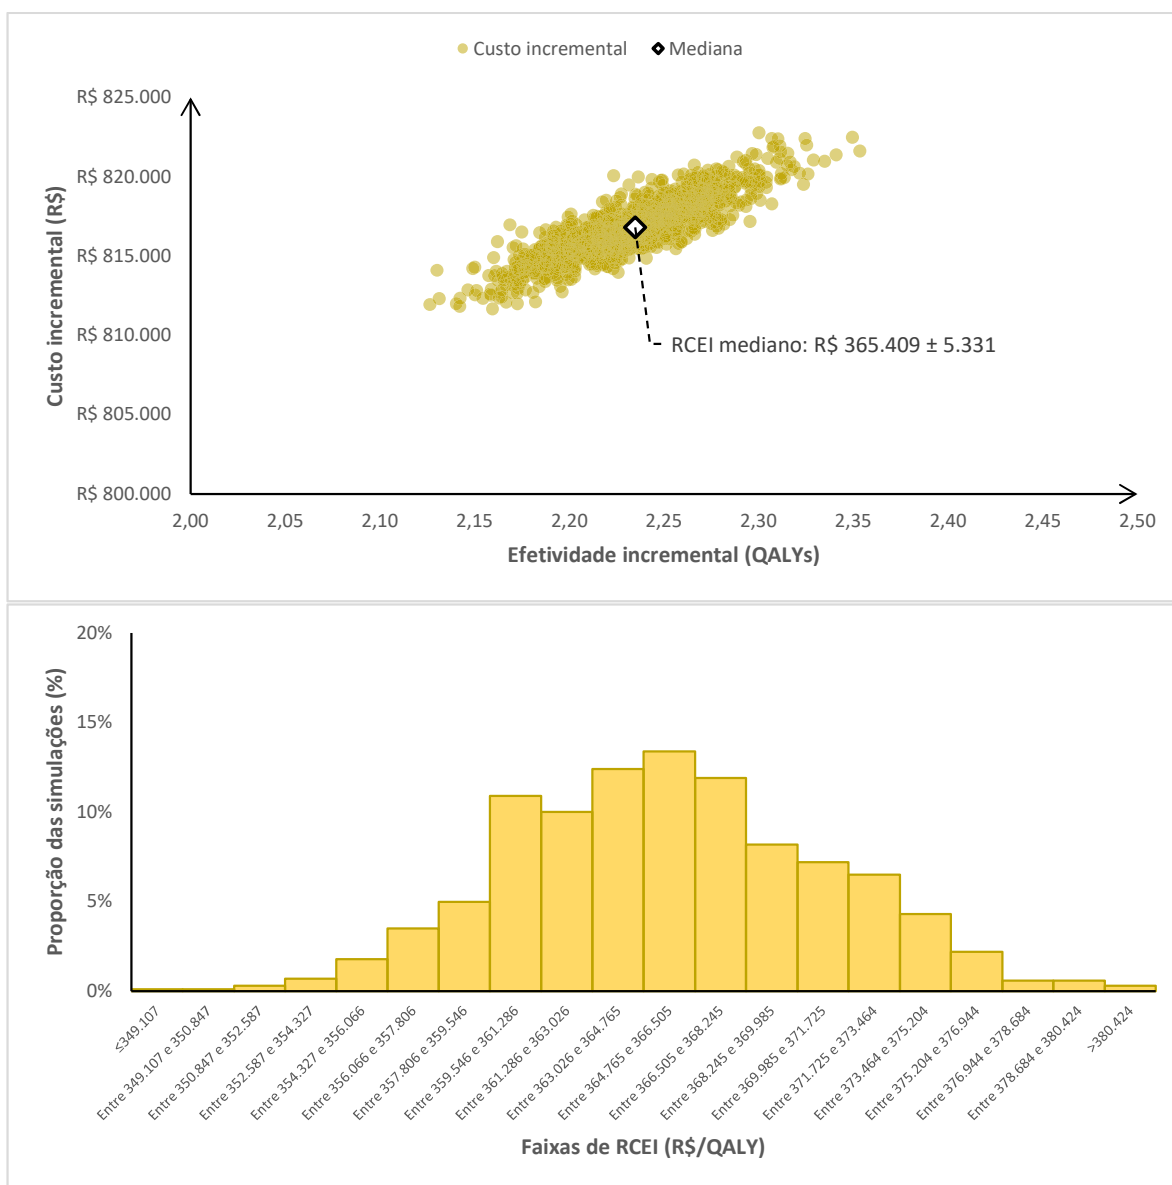 Custo incremental
Mediana
R$ 825.000
R$ 820.000
R$ 815.000
R$ 810.000
R$ 805.000
R$ 800.000
Custo incremental (R$)
RCEI mediano: R$ 365.409 ± 5.331
2,00 2,05 2,10 2,15 2,20 2,25 2,30 2,35 2,40 2,45 2,50
Efetividade incremental (QALYs)
20%
15%
10%
5%
0%
Proporção das simulações (%)
≤349.107
Entre 349.107 e 350.847
Entre 350.847 e 352.587
Entre 352.587 e 354.327
Entre 354.327 e 356.066
Entre 356.066 e 357.806
Entre 357.806 e 359.546
Entre 359.546 e 361.286
Entre 361.286 e 363.026
Entre 363.026 e 364.765
Entre 364.765 e 366.505
Entre 366.505 e 368.245
Entre 368.245 e 369.985
Entre 369.985 e 371.725
Entre 371.725 e 373.464
Entre 373.464 e 375.204
Entre 375.204 e 376.944
Entre 376.944 e 378.684
Entre 378.684 e 380.424
>380.424
Faixas de RCEI (R$/QALY)